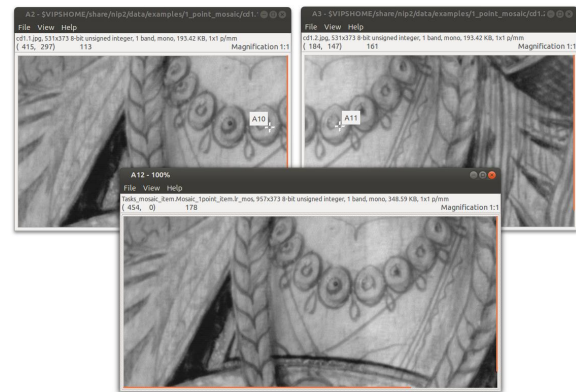 A2 - $VIPSHOME/share/nip2/data/examples/1_point_mosaic/cd1.
cd1.1.jpg, 531x373 8-bit unsigned integer, 1 band, mono, 193.42 KB, 1x1 p/mm
( 415, 297) 113 Magnification 1:1
A10
A3 - $VIPSHOME/share/nip2/data/examples/1_point_mosaic/cd1.2
File View Help
cd1.2.jpg, 531x373 8-bit unsigned integer, 1 band, mono, 193.42 KB, 1x1 p/mm
( 184, 147) 161 Magnification 1:1
A11
A12 - 100%
File View Help
Tasks_mosaic_item.Mosaic_1point_item.lr_mos, 957x373 8-bit unsigned integer, 1 band, mono, 348.59 KB, 1x1 p/mm
( 454, 0) 178 Magnification 1:1